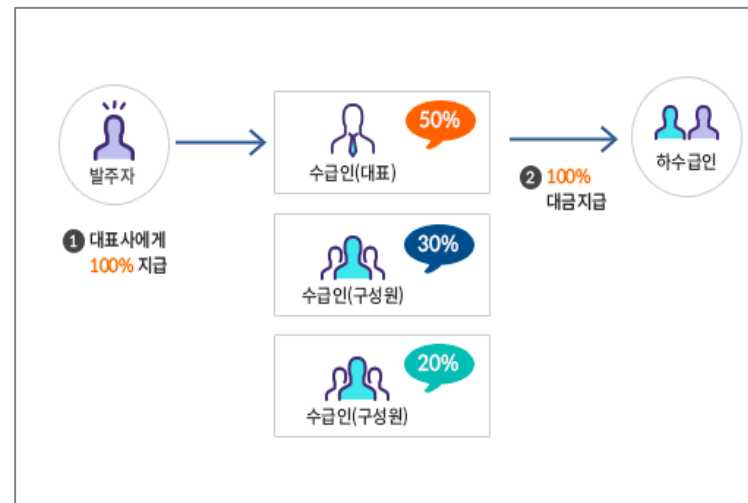 발주자
1 대표사에게
100% 지급
50%
수급인(대표)
30%
수급인(구성원)
20%
수급인(구성원)
2 100%
대금지급
하수급인